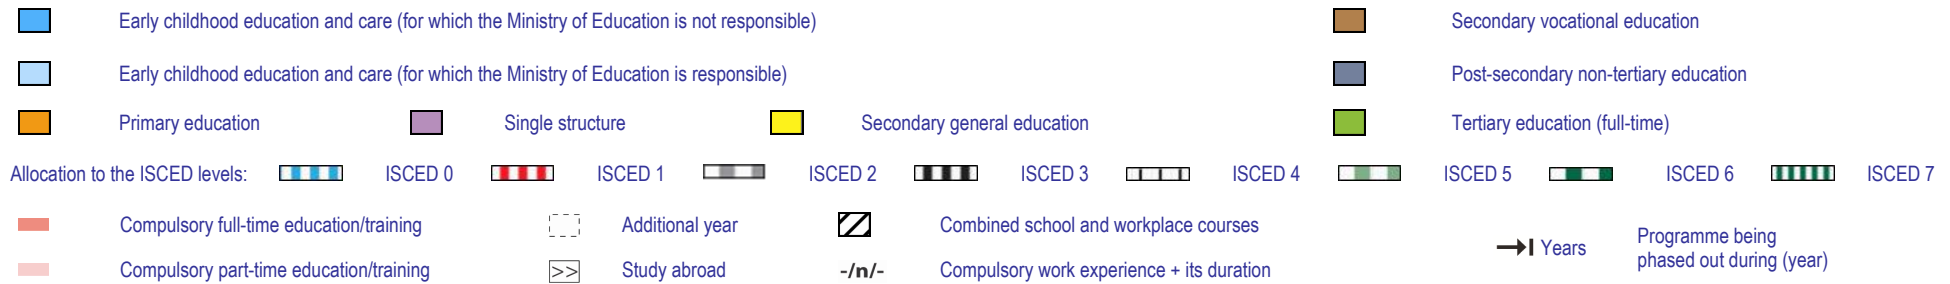 Early childhood education and care (for which the Ministry of Education is not responsible) Secondary vocational education
Early childhood education and care (for which the Ministry of Education is responsible) Post-secondary non-tertiary education
Primary education Single structure Secondary general education Tertiary education (full-time)
Allocation to the ISCED levels: ISCED 0 ISCED 1 ISCED 2 ISCED 3 ISCED 4 ISCED 5 ISCED 6 ISCED 7
Compulsory full-time education/training Additional year Combined school and workplace courses
Years Programme being
phased out during (year)
Compulsory part-time education/training >> Study abroad -/n/- Compulsory work experience + its duration